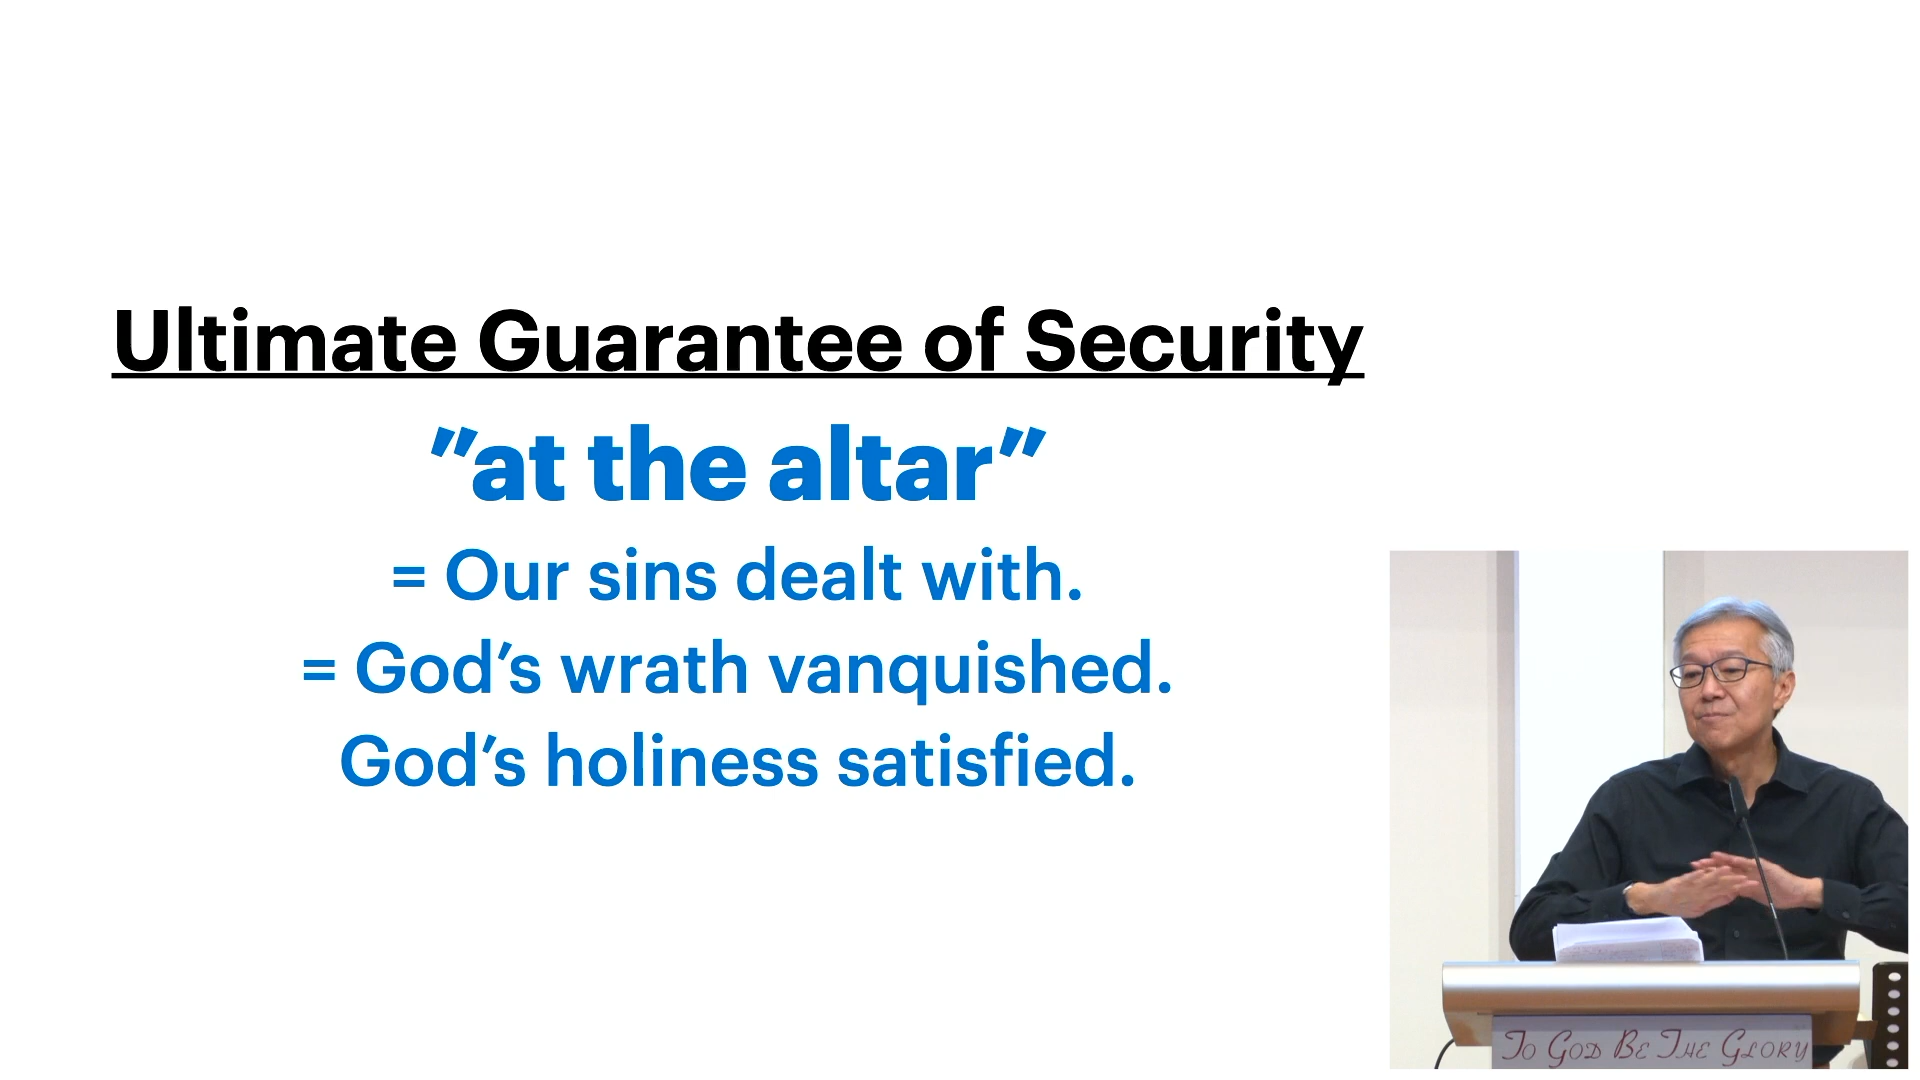 Ultimate Guarantee of Security
”at the altar”
= Our sins dealt with.
= God’s wrath vanquished.
God’s holiness satisfied.
To God Be The Glory